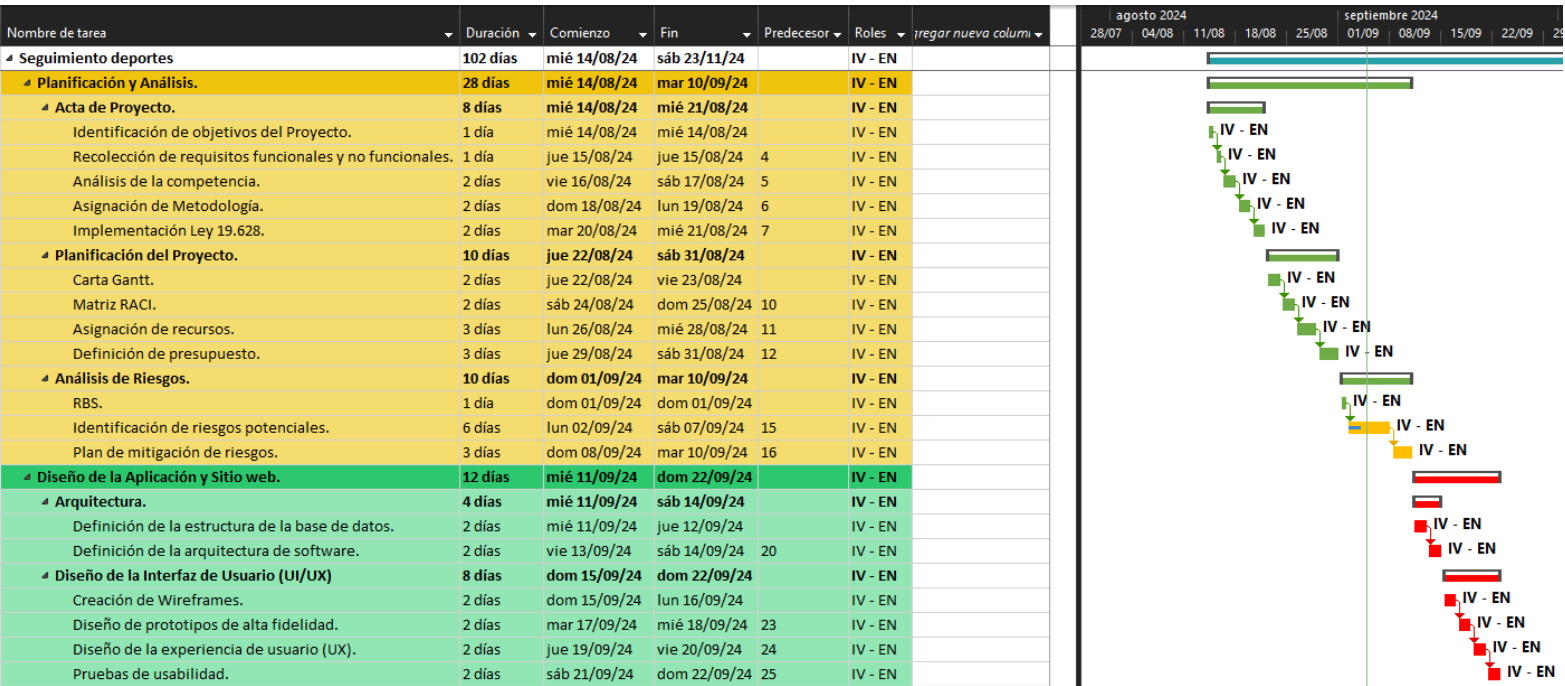 agosto 2024 septiembre 2024
Nombre de tarea Duración Comienzo Fin Predecesor Roles regar nueva colum 28/07 04/08 11/08 18/08 25/08 01/09 08/09 15/09 22/09 29
Seguimiento deportes 102 días mié 14/08/24 sáb 23/11/24 IV - EN
Planificación y Análisis. 28 días mié 14/08/24 mar 10/09/24 IV - EN
Acta de Proyecto. 8 días mié 14/08/24 mié 21/08/24 IV - EN
Identificación de objetivos del Proyecto. 1 día mié 14/08/24 mié 14/08/24 IV - EN IV - EN
Recolección de requisitos funcionales y no funcionales. 1 día jue 15/08/24 jue 15/08/24 4 IV - EN IV - EN
Análisis de la competencia. 2 días vie 16/08/24 sáb 17/08/24 5 IV - EN IV - EN
Asignación de Metodología. 2 días dom 18/08/24 lun 19/08/24 6 IV - EN IV - EN
Implementación Ley 19.628. 2 días mar 20/08/24 mié 21/08/24 7 IV - EN IV - EN
Planificación del Proyecto. 10 días jue 22/08/24 sáb 31/08/24 IV - EN
Carta Gantt. 2 días jue 22/08/24 vie 23/08/24 IV - EN IV - EN
Matriz RACI. 2 días sáb 24/08/24 dom 25/08/24 10 IV - EN IV - EN
Asignación de recursos. 3 días lun 26/08/24 mié 28/08/24 11 IV - EN IV - EN
Definición de presupuesto. 3 días jue 29/08/24 sáb 31/08/24 12 IV - EN IV - EN
Análisis de Riesgos. 10 días dom 01/09/24 mar 10/09/24 IV - EN
RBS. 1 día dom 01/09/24 dom 01/09/24 IV - EN IV - EN
Identificación de riesgos potenciales. 6 días lun 02/09/24 sáb 07/09/24 15 IV - EN IV - EN
Plan de mitigación de riesgos. 3 días dom 08/09/24 mar 10/09/24 16 IV - EN IV - EN
Diseño de la Aplicación y Sitio web. 12 días mié 11/09/24 dom 22/09/24 IV - EN
Arquitectura. 4 días mié 11/09/24 sáb 14/09/24 IV - EN
Definición de la estructura de la base de datos. 2 días mié 11/09/24 jue 12/09/24 IV - EN IV - EN
Definición de la arquitectura de software. 2 días vie 13/09/24 sáb 14/09/24 20 IV - EN IV - EN
Diseño de la Interfaz de Usuario (UI/UX) 8 días dom 15/09/24 dom 22/09/24 IV - EN
Creación de Wireframes. 2 días dom 15/09/24 lun 16/09/24 IV - EN IV - EN
Diseño de prototipos de alta fidelidad. 2 días mar 17/09/24 mié 18/09/24 23 IV - EN IV - EN
Diseño de la experiencia de usuario (UX). 2 días jue 19/09/24 vie 20/09/24 24 IV - EN IV - EN
Pruebas de usabilidad. 2 días sáb 21/09/24 dom 22/09/24 25 IV - EN IV - EN